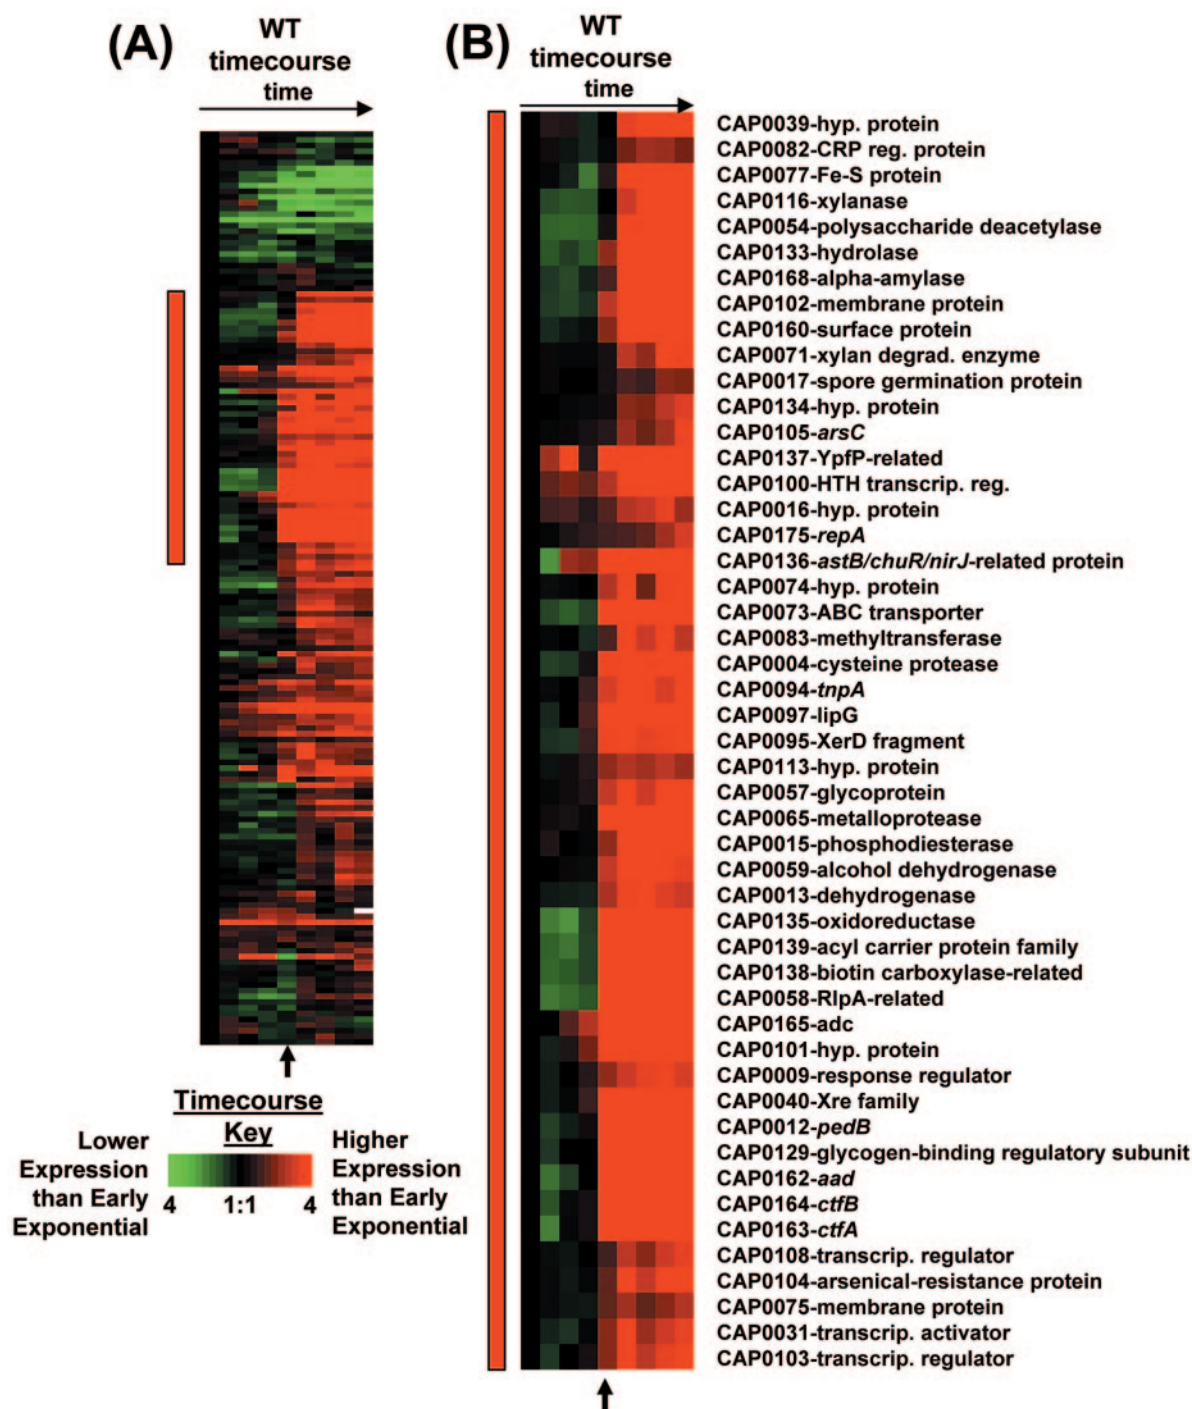 (A)
WT
timecourse
time
(B)
WT
timecourse
time
CAP0039-hyp. protein
CAP0082-CRP reg. protein
CAP0077-Fe-S protein
CAP0116-xylanase
CAP0054-polysaccharide deacetylase
CAP0133-hydrolase
CAP0168-alpha-amylase
CAP0102-membrane protein
CAP0160-surface protein
CAP0071-xylan degrad. enzyme
CAP0017-spore germination protein
CAP0134-hyp. protein
CAP0105-arsC
CAP0137-YpfP-related
CAP0100-HTH transcrip. reg.
CAP0016-hyp. protein
CAP0175-repA
CAP0136-astB/chuR/nirJ-related protein
CAP0074-hyp. protein
CAP0073-ABC transporter
CAP0083-methyltransferase
CAP0004-cysteine protease
CAP0094-tnpA
CAP0097-lipG
CAP0095-XerD fragment
CAP0113-hyp. protein
CAP0057-glycoprotein
CAP0065-metalloprotease
CAP0015-phosphodiesterase
CAP0059-alcohol dehydrogenase
CAP0013-dehydrogenase
CAP0135-oxidoreductase
CAP0139-acyl carrier protein family
CAP0138-biotin carboxylase-related
CAP0058-RlpA-related
CAP0165-adc
CAP0101-hyp. protein
CAP0009-response regulator
CAP0040-Xre family
CAP0012-pedB
CAP0129-glycogen-binding regulatory subunit
CAP0162-aad
CAP0164-ctfB
CAP0163-ctfA
CAP0108-transcrip. regulator
CAP0104-arsenical-resistance protein
CAP0075-membrane protein
CAP0031-transcrip. activator
CAP0103-transcrip. regulator
Timecourse
Key
Lower
Expression
than Early
Exponential
4 1:1 4
Higher
Expression
than Early
Exponential